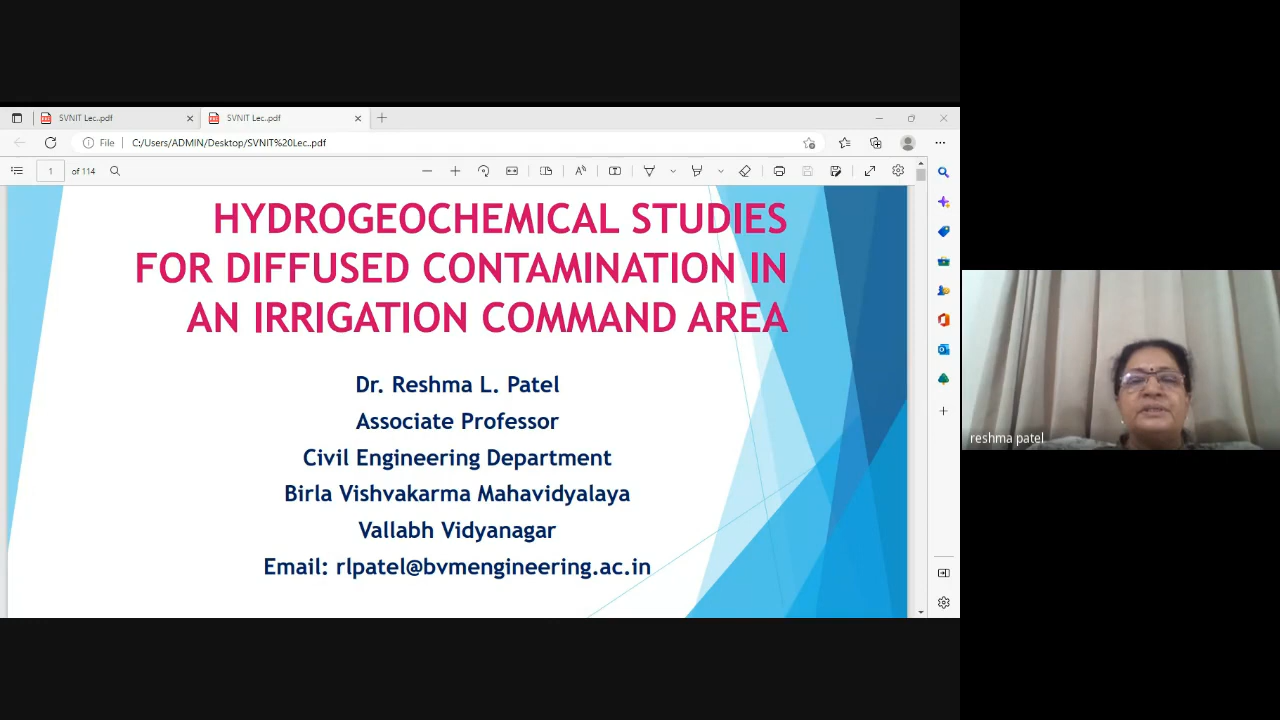 SVNIT Lec..pdf
SVNIT Lec..pdf
File
C:/Users/ADMIN/Desktop/SVNIT%20Lec..pdf
1 of 114
HYDROGEOCHEMICAL STUDIES
FOR DIFFUSED CONTAMINATION IN
AN IRRIGATION COMMAND AREA
Dr. Reshma L. Patel
Associate Professor
Civil Engineering Department
Birla Vishvakarma Mahavidyalaya
Vallabh Vidyanagar
Email: rlpatel@bvmengineering.ac.in
reshma patel